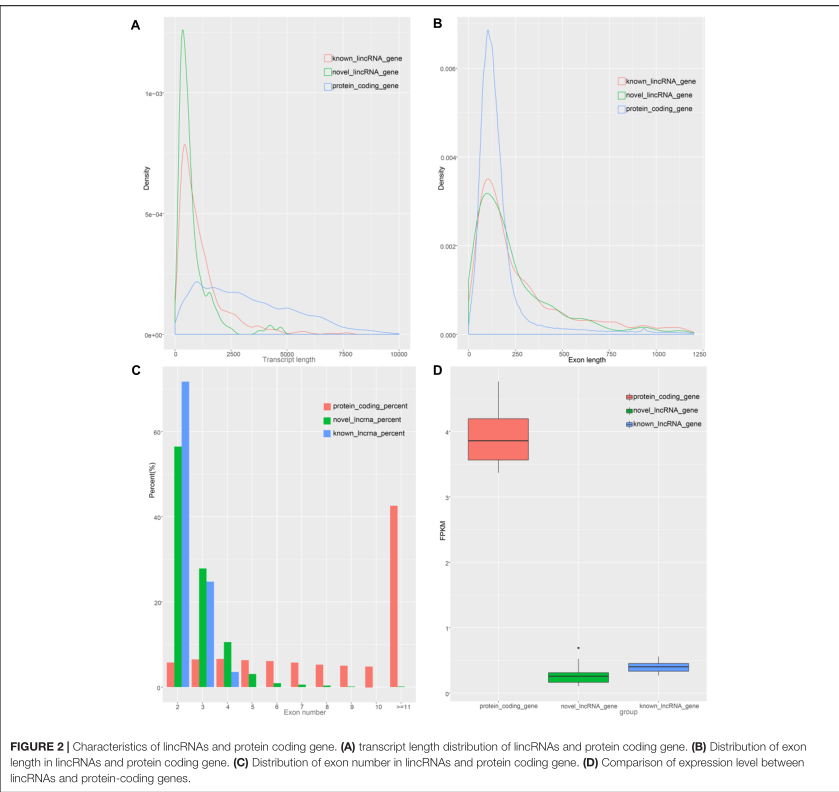 A
known_lincRNA_gene
novel_lincRNA_gene
protein_coding_gene
1e−03
5e−04
0e+00
Density
0
2500
5000
7500
10000
Transcript length
B
known_lincRNA_gene
novel_lincRNA_gene
protein_coding_gene
0.006
0.004
0.002
0.000
Density
0
250
500
750
1000
1250
Exon length
C
protein_coding_percent
novel_lncrna_percent
known_lncrna_percent
60
40
20
0
Percent(%)
2
3
4
5
6
7
8
9
10
>=11
Exon number
D
protein_coding_gene
novel_lncRNA_gene
known_lncRNA_gene
4
3
2
1
0
FPKM
protein_coding_gene
novel_lncRNA_gene
known_lncRNA_gene
group
FIGURE 2 | Characteristics of lincRNAs and protein coding gene. (A) transcript length distribution of lincRNAs and protein coding gene. (B) Distribution of exon
length in lincRNAs and protein coding gene. (C) Distribution of exon number in lincRNAs and protein coding gene. (D) Comparison of expression level between
lincRNAs and protein-coding genes.